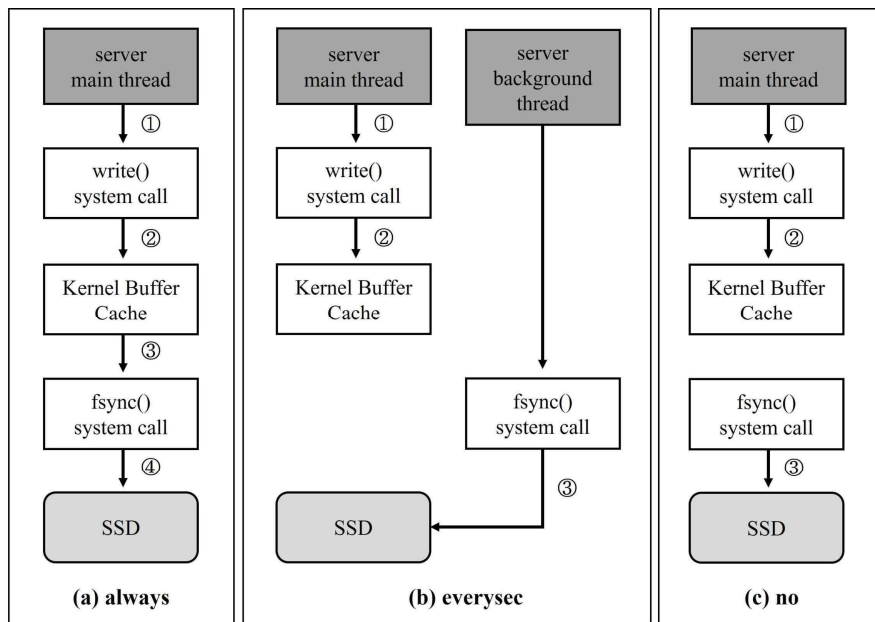 server
main thread
①
write()
system call
②
Kernel Buffer
Cache
③
fsync()
system call
④
SSD
(a) always
server
main thread
①
write()
system call
②
Kernel Buffer
Cache
server
background
thread
fsync()
system call
③
SSD
(b) everysec
server
main thread
①
write()
system call
②
Kernel Buffer
Cache
fsync()
system call
③
SSD
(c) no